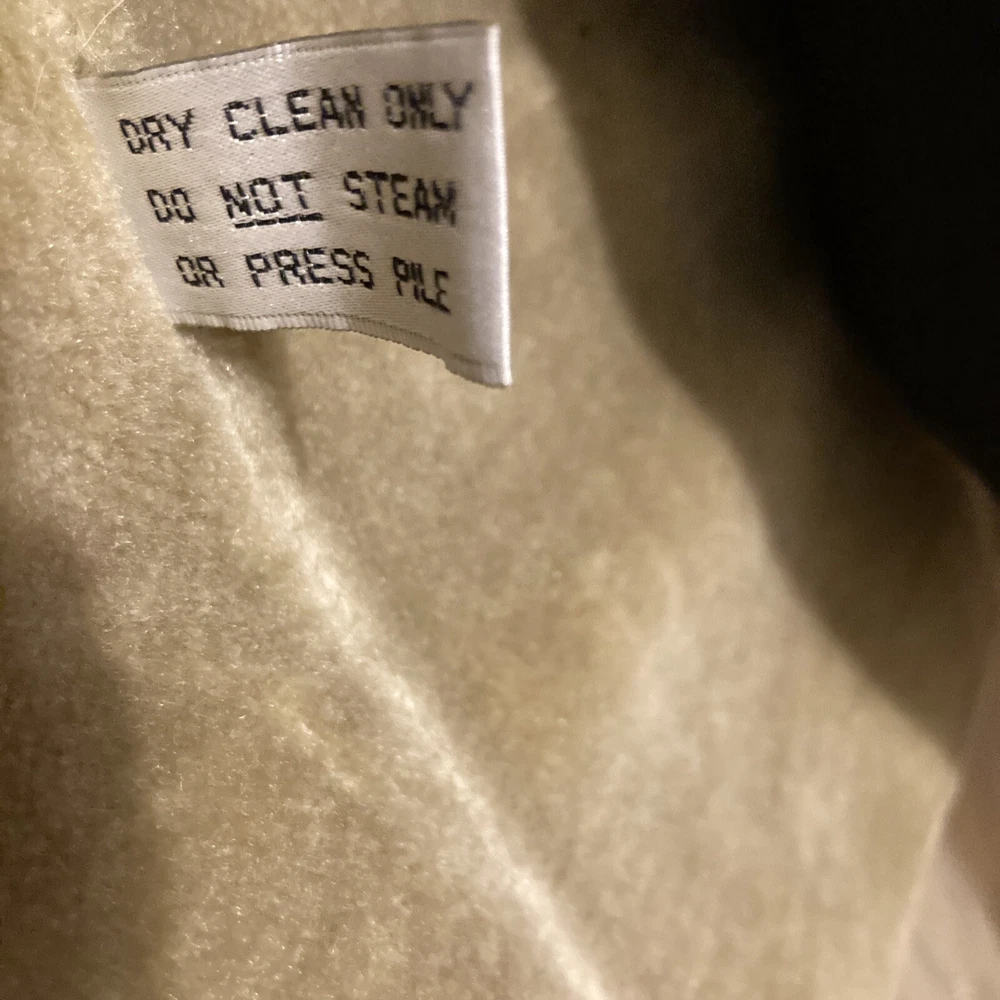 DRY CLEAN ONLY
DO NOT STEAM
OR PRESS PILE